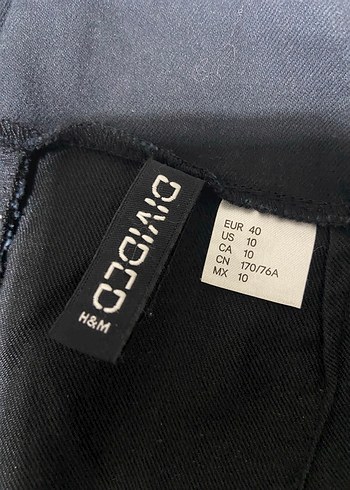 DIVIDED
H&M
EUR 40
US 10
CA 10
CN 170/76A
MX 10